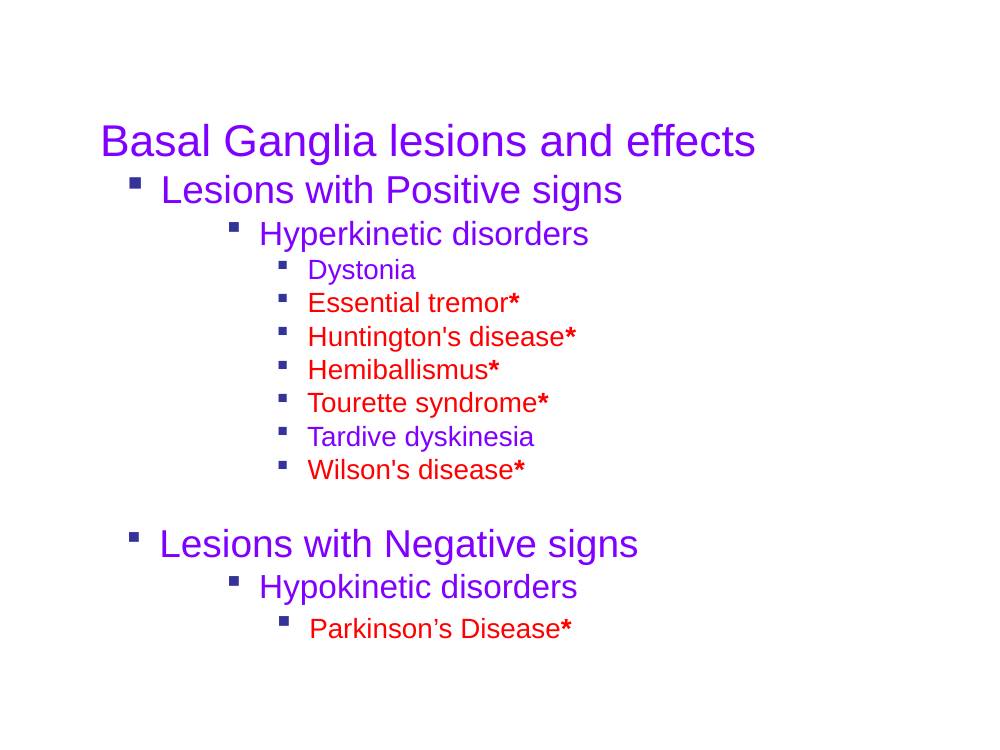 Basal Ganglia lesions and effects
▪ Lesions with Positive signs
▪ Hyperkinetic disorders
▪ Dystonia
▪ Essential tremor*
▪ Huntington's disease*
▪ Hemiballismus*
▪ Tourette syndrome*
▪ Tardive dyskinesia
▪ Wilson's disease*
▪ Lesions with Negative signs
▪ Hypokinetic disorders
▪ Parkinson’s Disease*